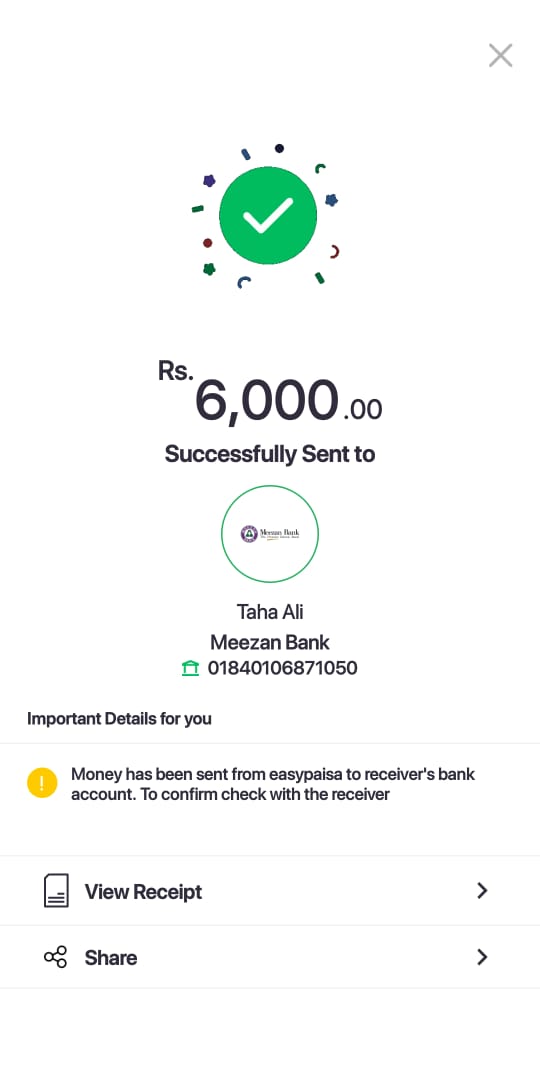 Rs.
6,000.00
Successfully Sent to
Meezan Bank
Taha Ali
Meezan Bank
01840106871050
Important Details for you
Money has been sent from easypaisa to receiver's bank
account. To confirm check with the receiver
View Receipt
Share